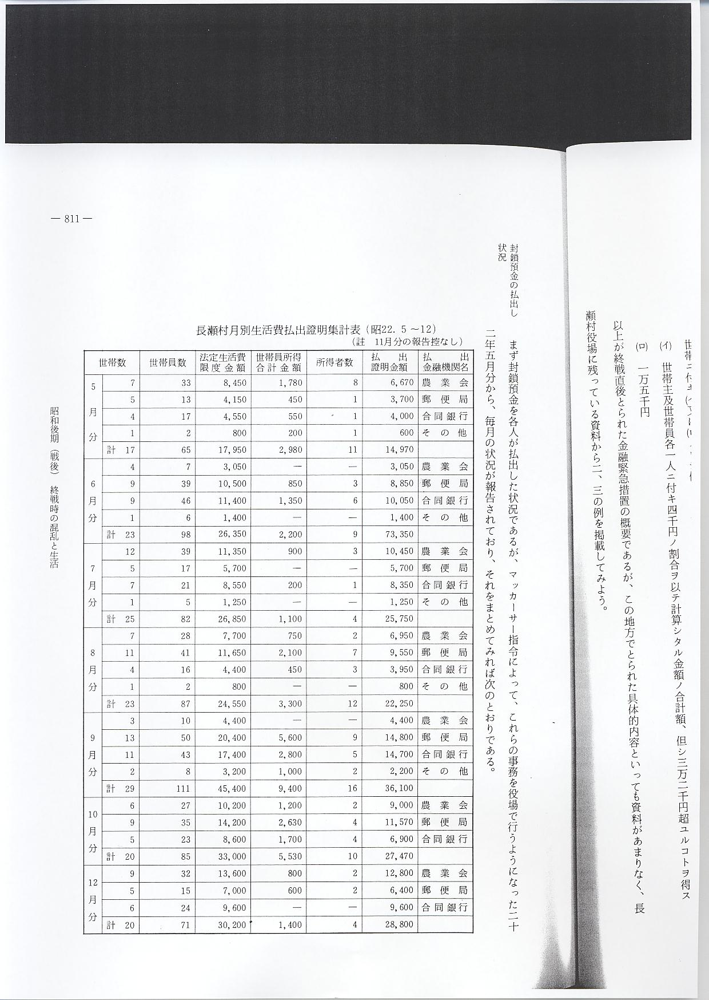 (イ) 世帯主及世帯員各一人ニ付キ四千円ノ割合ヲ以テ計算シタル金額ノ合計額、但シ三万二千円超ユルコトヲ得ス
(ロ) 一万五千円
以上が終戦直後とられた金融緊急措置の概要であるが、この地方でとられた具体的内容といっても資料があまりなく、長
瀬村役場に残っている資料から二、三の例を掲載してみよう。
封鎖預金の払出し
状況
まず封鎖預金を各人が払出した状況であるが、マッカーサー指令によって、これらの事務を役場で行うようになった二十
二年五月分から、毎月の状況が報告されており、それをまとめてみれば次のとおりである。
長瀬村月別生活費払出證明集計表(昭22. 5～12)
(註 11月分の報告控なし)
世帯数 世帯員数 法定生活費限度金額 世帯員所得合計金額 所得者数 払出證明金額 払出金融機関名
5月分
7 33 8,450 1,780 8 6,670 農業会
5 13 4,150 450 1 3,700 郵便局
4 17 4,550 550 1 4,000 合同銀行
1 2 800 200 1 600 その他
計 17 65 17,950 2,980 11 14,970
6月分
4 7 3,050 — — 3,050 農業会
9 39 10,500 850 3 8,850 郵便局
9 46 11,400 1,350 6 10,050 合同銀行
1 6 1,400 — — 1,400 その他
計 23 98 26,350 2,200 9 73,350
7月分
12 39 11,350 900 3 10,450 農業会
5 17 5,700 — — 5,700 郵便局
7 21 8,550 200 1 8,350 合同銀行
1 5 1,250 — — 1,250 その他
計 25 82 26,850 1,100 4 25,750
8月分
7 28 7,700 750 2 6,950 農業会
11 41 11,650 2,100 7 9,550 郵便局
4 16 4,400 450 3 3,950 合同銀行
1 2 800 — — 800 その他
計 23 87 24,550 3,300 12 22,250
9月分
3 10 4,400 — — 4,400 農業会
13 50 20,400 5,600 9 14,800 郵便局
11 43 17,400 2,800 5 14,700 合同銀行
2 8 3,200 1,000 2 2,200 その他
計 29 111 45,400 9,400 16 36,100
10月分
6 27 10,200 1,200 2 9,000 農業会
9 35 14,200 2,630 4 11,570 郵便局
5 23 8,600 1,700 4 6,900 合同銀行
計 20 85 33,000 5,530 10 27,470
12月分
9 32 13,600 800 2 12,800 農業会
5 15 7,000 600 2 6,400 郵便局
6 24 9,600 — — 9,600 合同銀行
計 20 71 30,200 1,400 4 28,800
昭和後期(戦後) 終戦時の混乱と生活
— 811 —